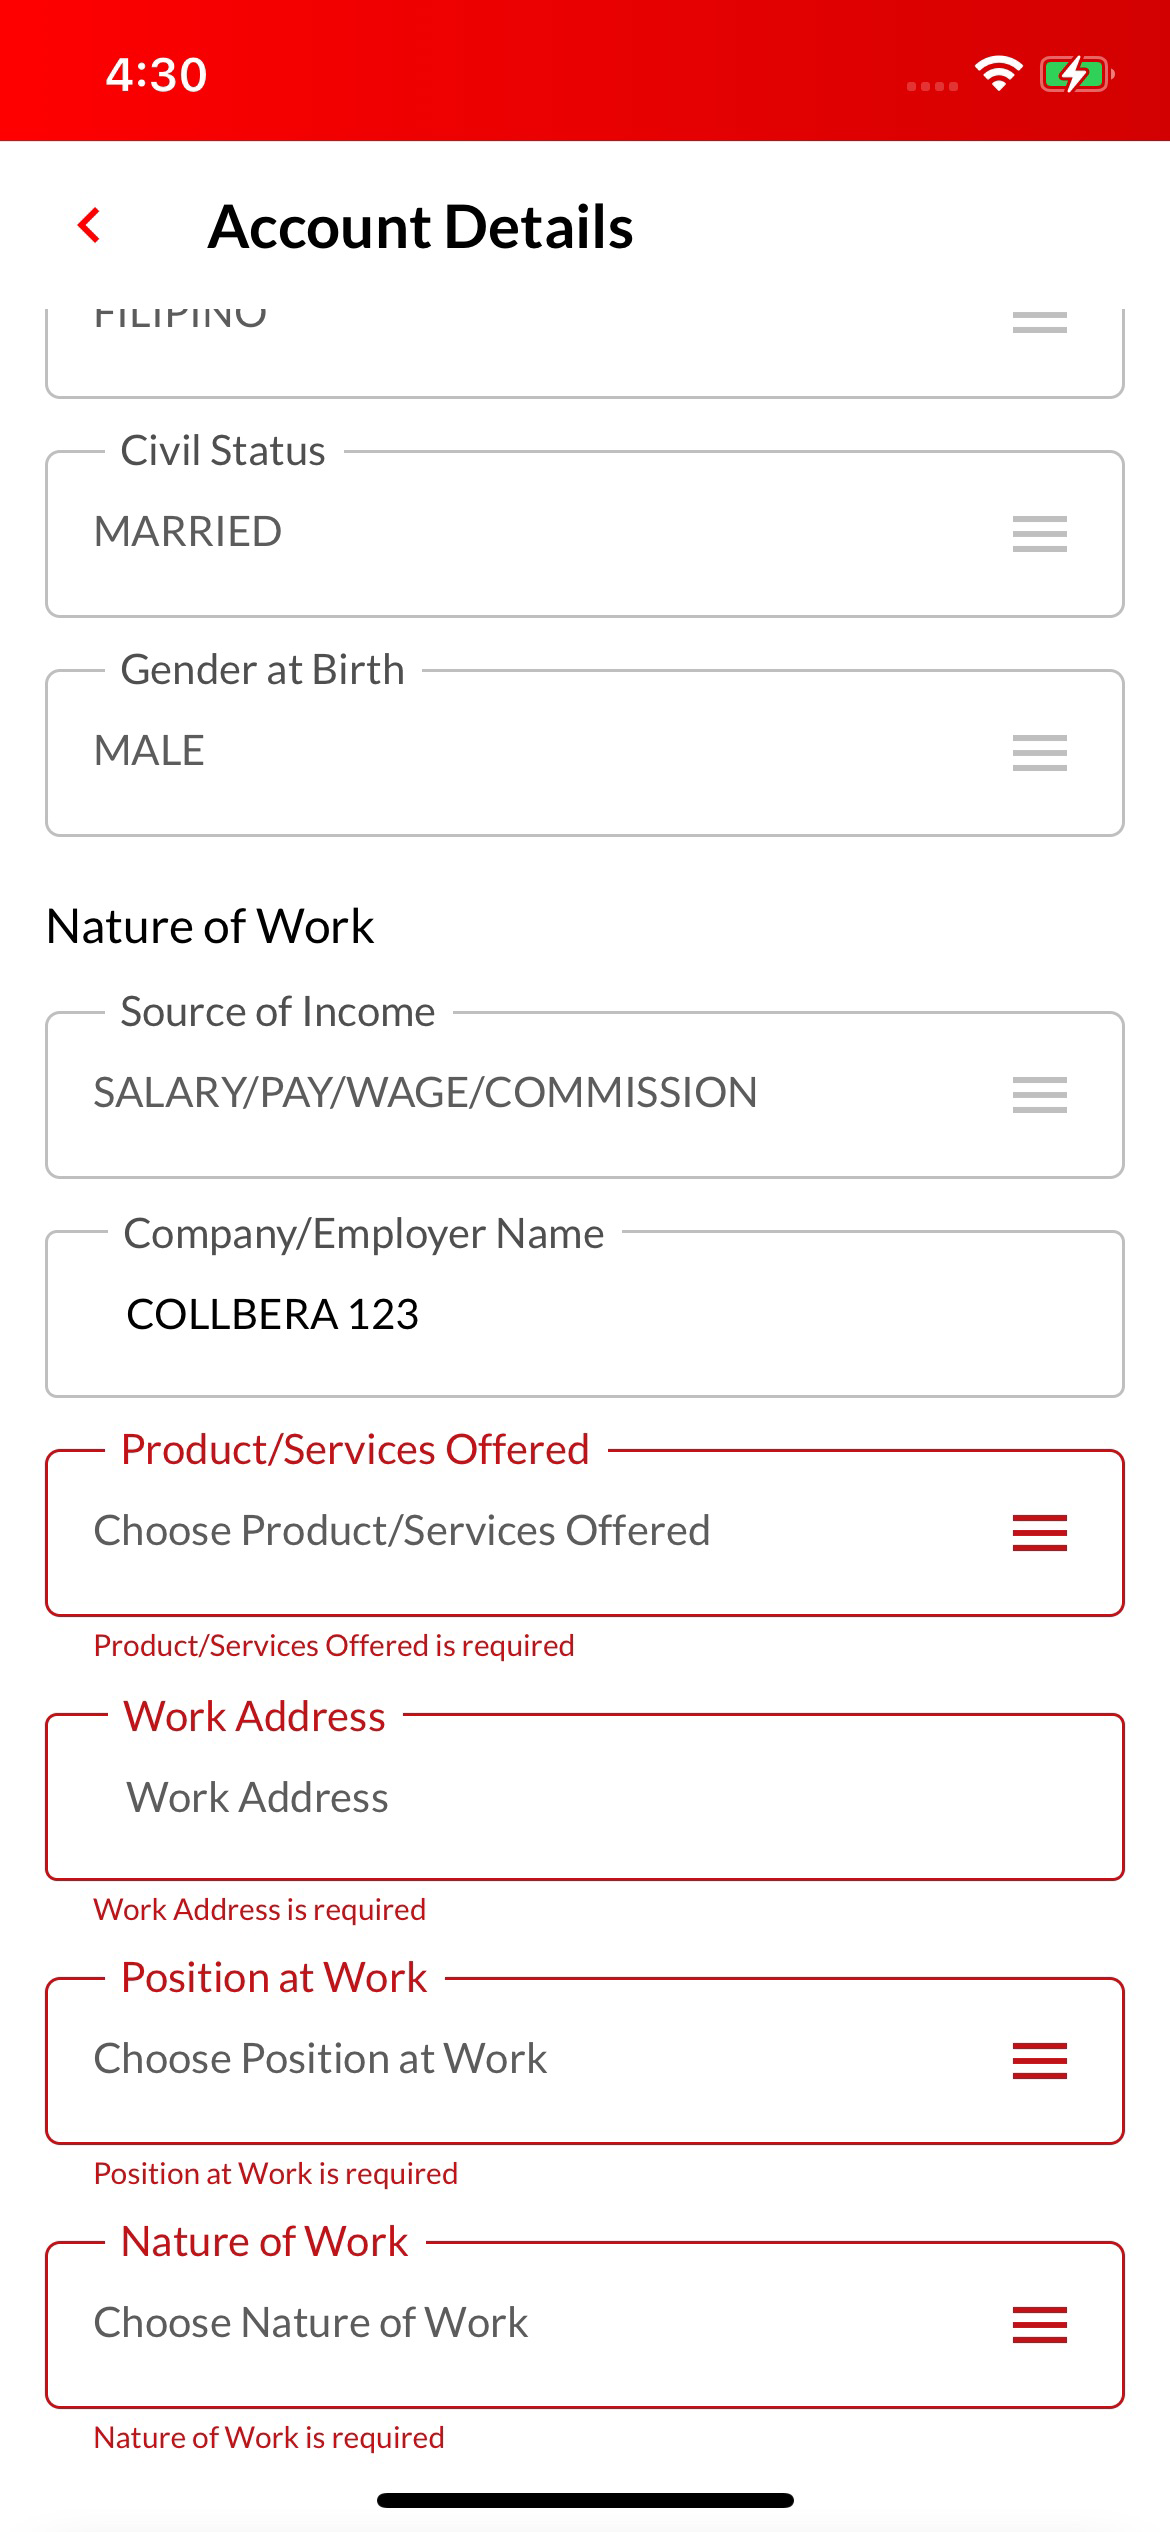 4:30
Account Details
FILIPINO
Civil Status
MARRIED
Gender at Birth
MALE
Nature of Work
Source of Income
SALARY/PAY/WAGE/COMMISSION
Company/Employer Name
COLLBERA 123
Product/Services Offered
Choose Product/Services Offered
Product/Services Offered is required
Work Address
Work Address
Work Address is required
Position at Work
Choose Position at Work
Position at Work is required
Nature of Work
Choose Nature of Work
Nature of Work is required